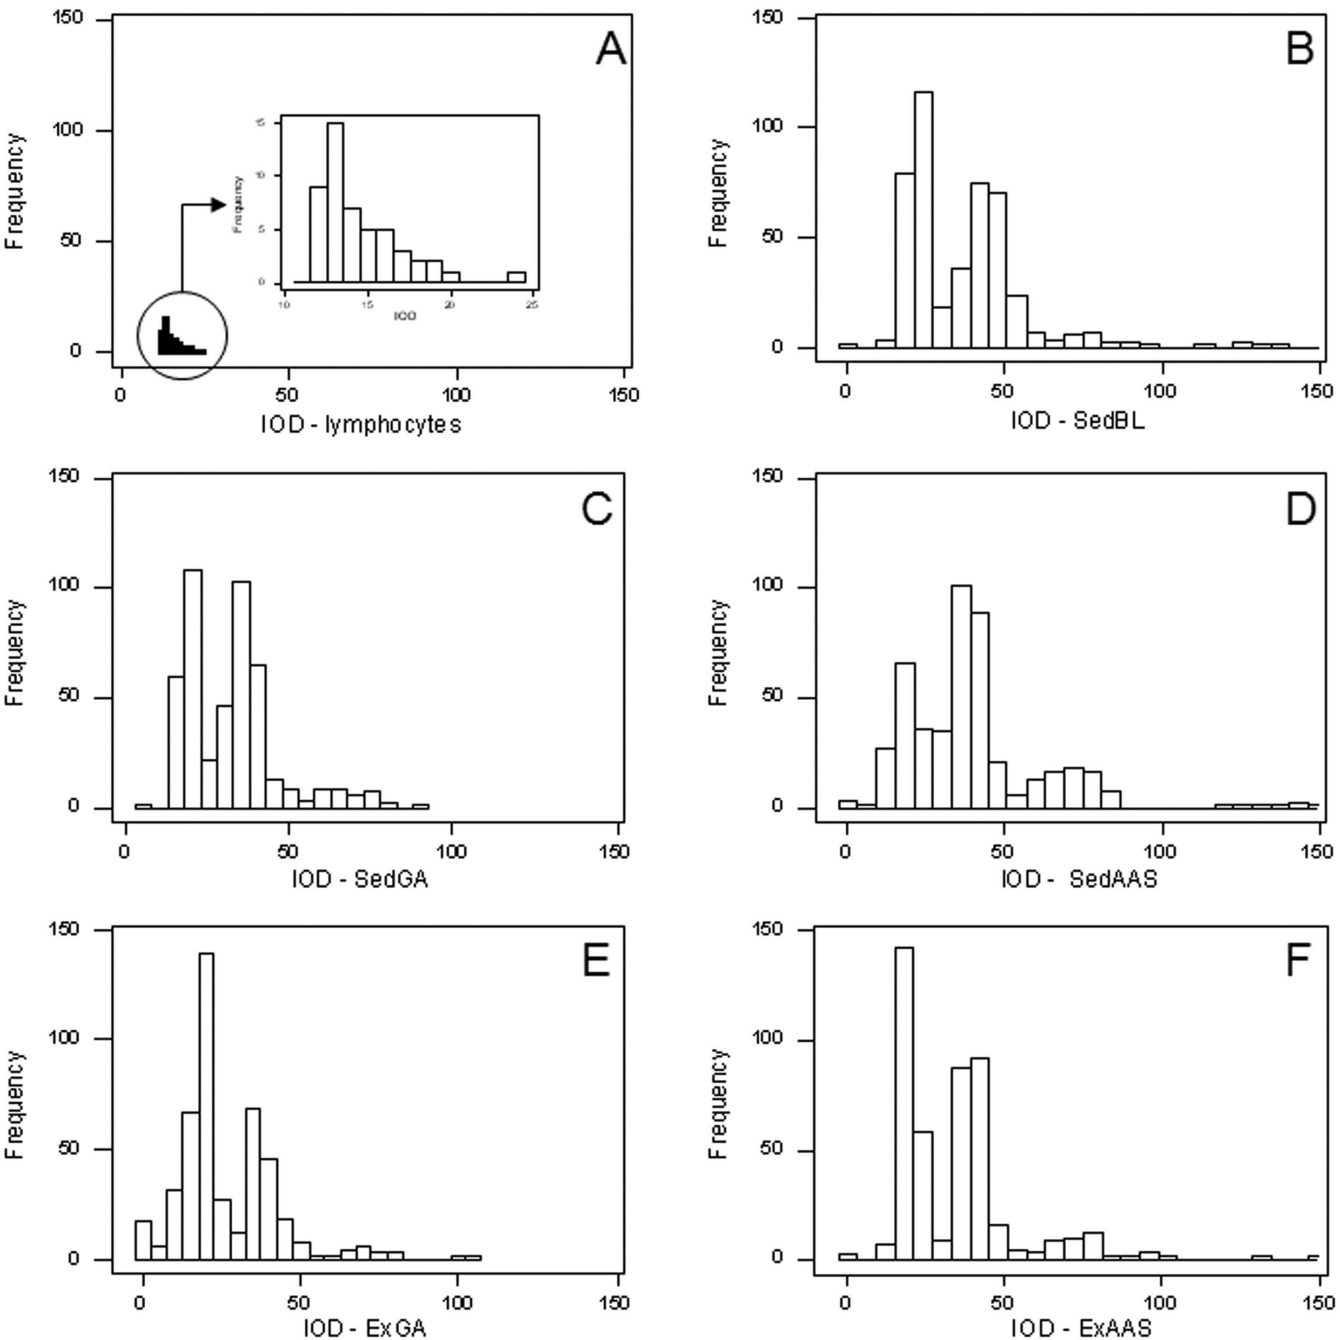 150
100
50
0
Frequency
A
15
10
5
0
Frequency
10 15 20 25
IOD
0 50 100 150
IOD - lymphocytes
150
100
50
0
Frequency
B
0 50 100 150
IOD - SedBL
150
100
50
0
Frequency
C
0 50 100 150
IOD - SedGA
150
100
50
0
Frequency
D
0 50 100 150
IOD - SedAAS
150
100
50
0
Frequency
E
0 50 100 150
IOD - ExGA
150
100
50
0
Frequency
F
0 50 100 150
IOD - ExAAS